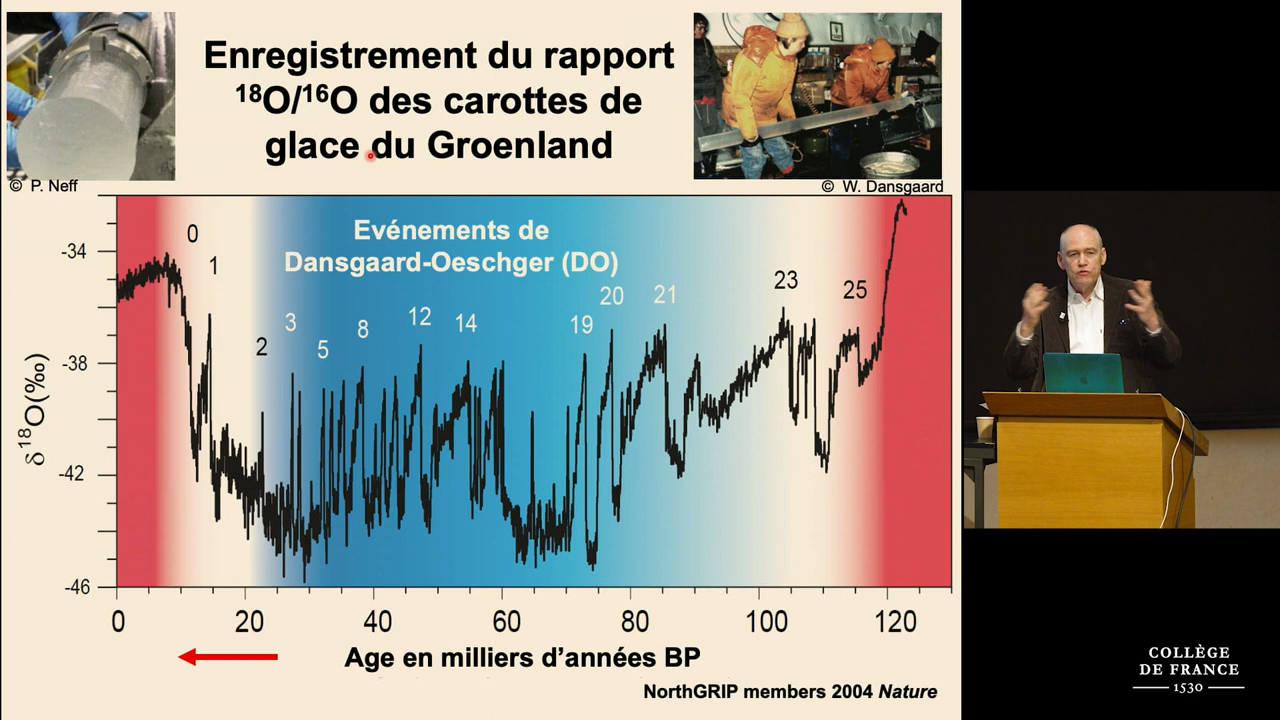 Enregistrement du rapport
¹⁸O/¹⁶O des carottes de
glace du Groenland
© P. Neff
© W. Dansgaard
Evénements de
Dansgaard-Oeschger (DO)
0
1
2
3
5
8
12
14
19
20
21
23
25
δ¹⁸O(‰)
-34
-38
-42
-46
0 20 40 60 80 100 120
Age en milliers d’années BP
NorthGRIP members 2004 Nature
COLLÈGE
DE FRANCE
1530